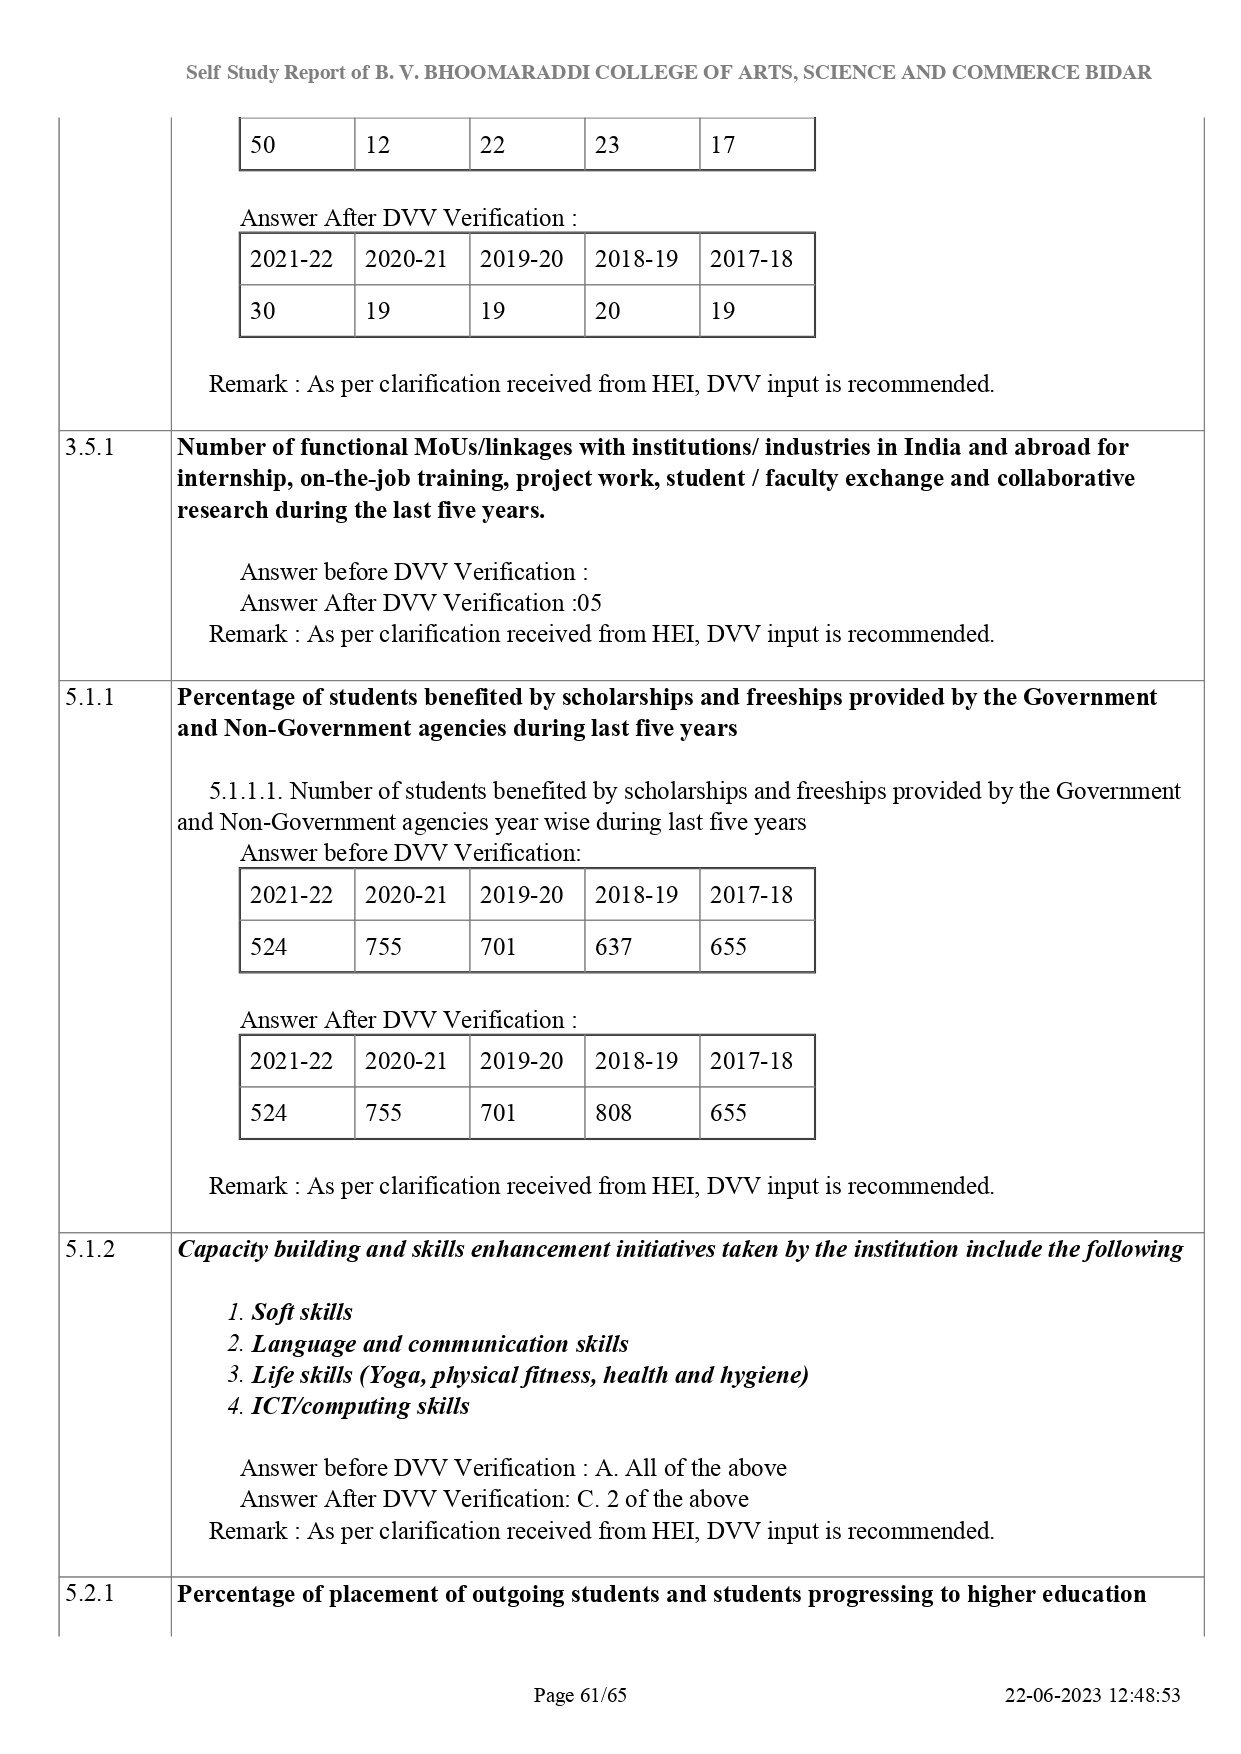 Self Study Report of B. V. BHOOMARADDI COLLEGE OF ARTS, SCIENCE AND COMMERCE BIDAR
50 12 22 23 17
Answer After DVV Verification :
2021-22 2020-21 2019-20 2018-19 2017-18
30 19 19 20 19
Remark : As per clarification received from HEI, DVV input is recommended.
3.5.1 Number of functional MoUs/linkages with institutions/ industries in India and abroad for
internship, on-the-job training, project work, student / faculty exchange and collaborative
research during the last five years.
Answer before DVV Verification :
Answer After DVV Verification :05
Remark : As per clarification received from HEI, DVV input is recommended.
5.1.1 Percentage of students benefited by scholarships and freeships provided by the Government
and Non-Government agencies during last five years
5.1.1.1. Number of students benefited by scholarships and freeships provided by the Government
and Non-Government agencies year wise during last five years
Answer before DVV Verification:
2021-22 2020-21 2019-20 2018-19 2017-18
524 755 701 637 655
Answer After DVV Verification :
2021-22 2020-21 2019-20 2018-19 2017-18
524 755 701 808 655
Remark : As per clarification received from HEI, DVV input is recommended.
5.1.2 Capacity building and skills enhancement initiatives taken by the institution include the following
1. Soft skills
2. Language and communication skills
3. Life skills (Yoga, physical fitness, health and hygiene)
4. ICT/computing skills
Answer before DVV Verification : A. All of the above
Answer After DVV Verification: C. 2 of the above
Remark : As per clarification received from HEI, DVV input is recommended.
5.2.1 Percentage of placement of outgoing students and students progressing to higher education
Page 61/65 22-06-2023 12:48:53